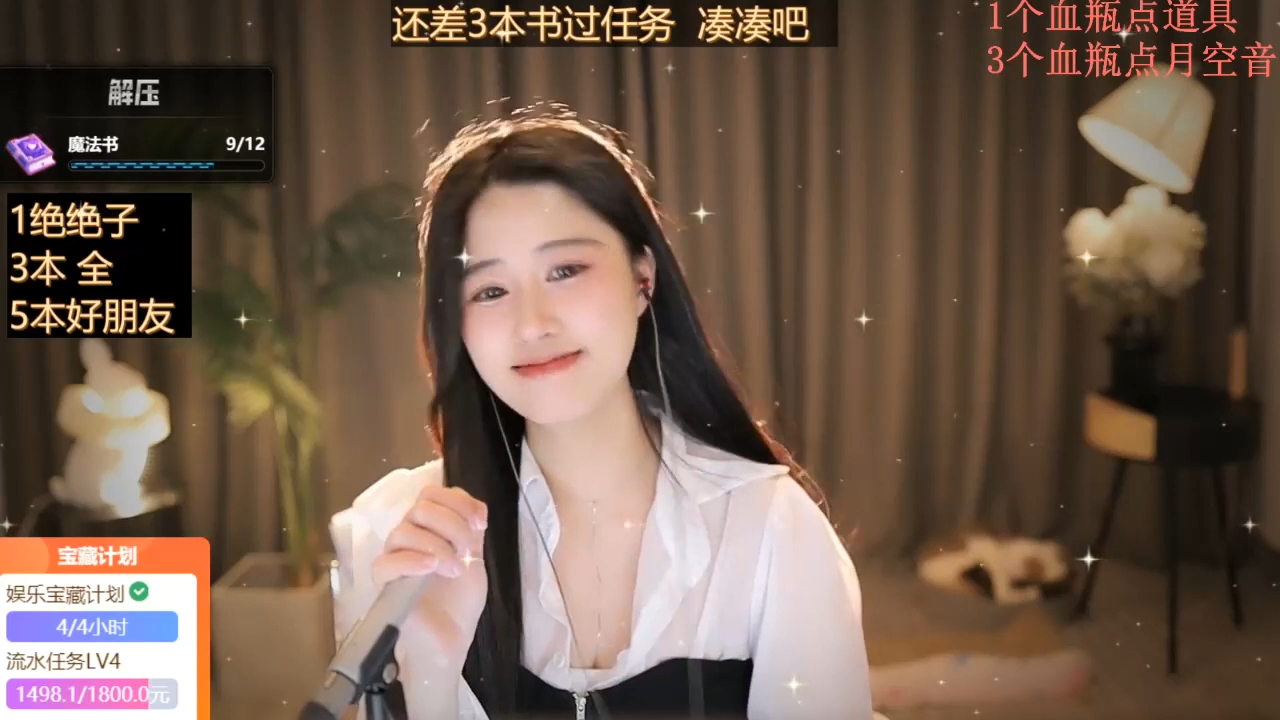 还差3本书过任务 凑凑吧
1个血瓶点道具
3个血瓶点月空音
解压
魔法书 9/12
1绝绝子
3本 全
5本好朋友
宝藏计划
娱乐宝藏计划
4/4小时
流水任务LV4
1498.1/1800.0元